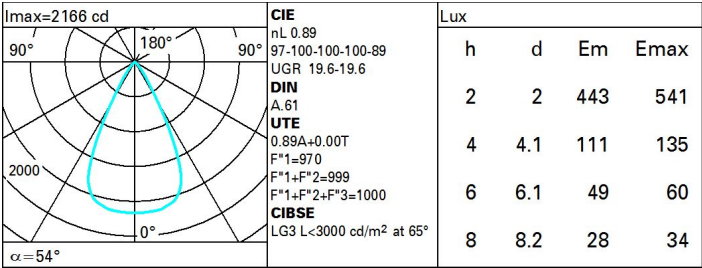 Imax=2166 cd
90° 180° 90°
2000
0°
α=54°
CIE
nL 0.89
97-100-100-100-89
UGR 19.6-19.6
DIN
A.61
UTE
0.89A+0.00T
F"1=970
F"1+F"2=999
F"1+F"2+F"3=1000
CIBSE
LG3 L<3000 cd/m² at 65°
Lux
h d Em Emax
2 2 443 541
4 4.1 111 135
6 6.1 49 60
8 8.2 28 34